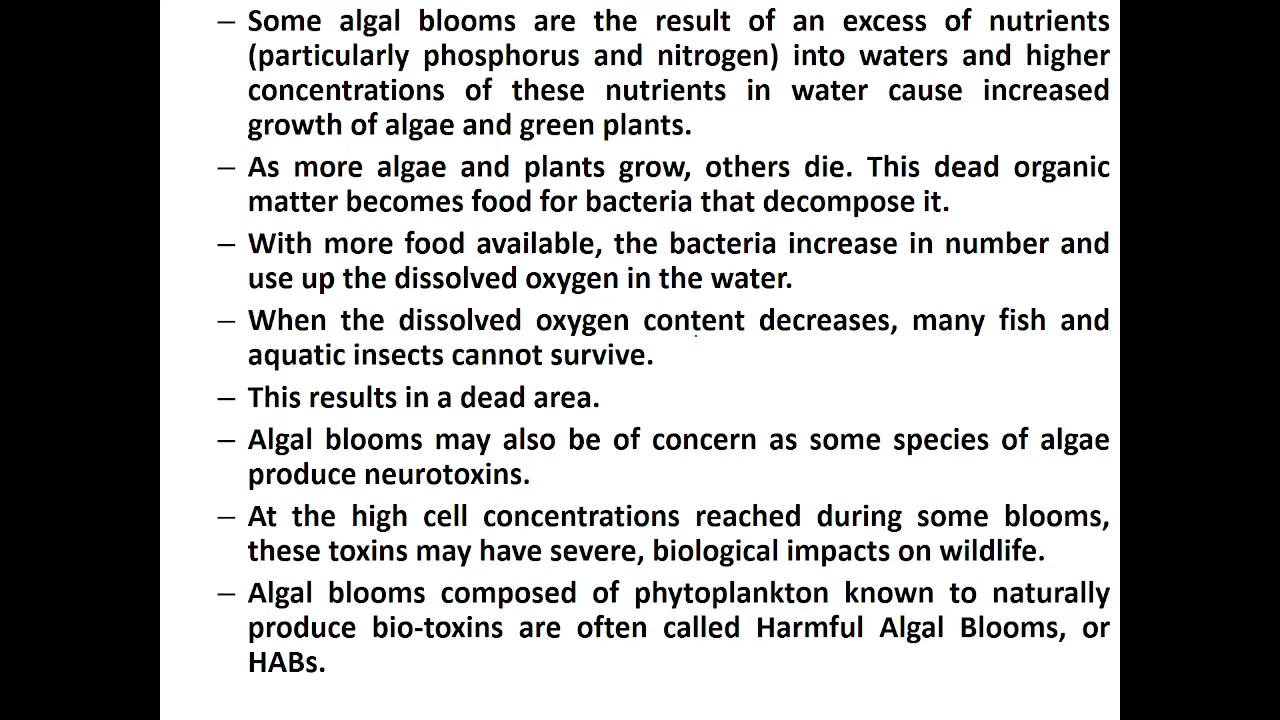 – Some algal blooms are the result of an excess of nutrients
(particularly phosphorus and nitrogen) into waters and higher
concentrations of these nutrients in water cause increased
growth of algae and green plants.
– As more algae and plants grow, others die. This dead organic
matter becomes food for bacteria that decompose it.
– With more food available, the bacteria increase in number and
use up the dissolved oxygen in the water.
– When the dissolved oxygen content decreases, many fish and
aquatic insects cannot survive.
– This results in a dead area.
– Algal blooms may also be of concern as some species of algae
produce neurotoxins.
– At the high cell concentrations reached during some blooms,
these toxins may have severe, biological impacts on wildlife.
– Algal blooms composed of phytoplankton known to naturally
produce bio-toxins are often called Harmful Algal Blooms, or
HABs.